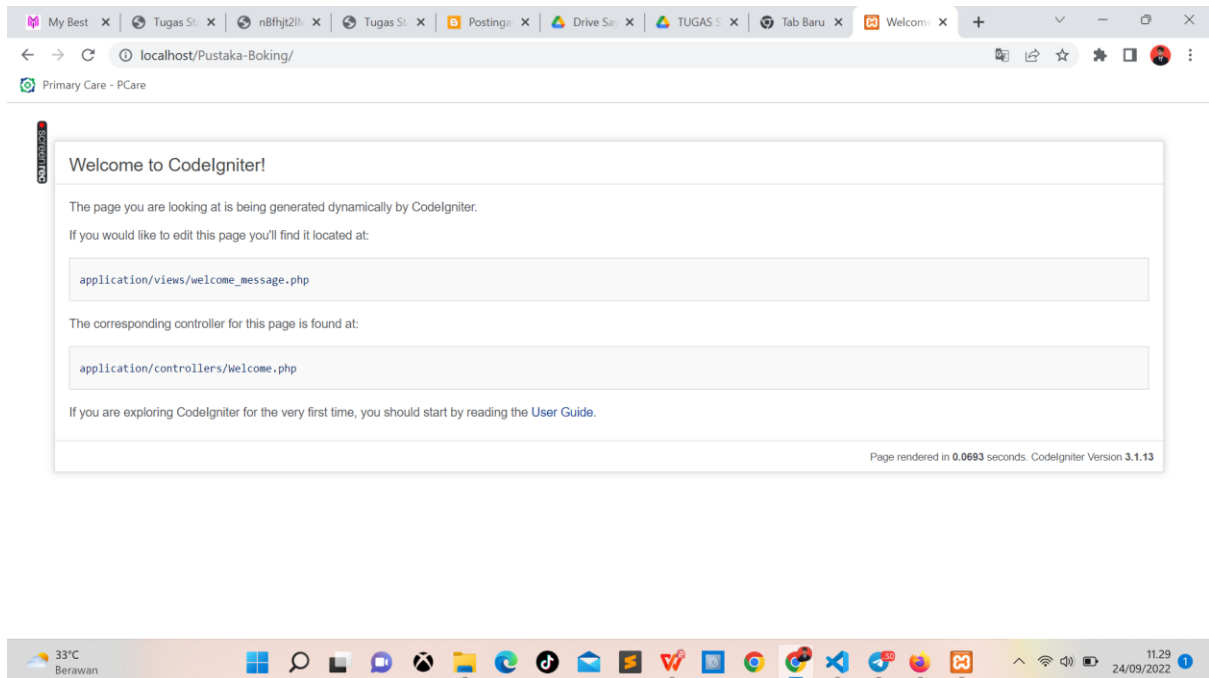 My Best
Tugas St
nBfhjt2IM
Tugas St
Postinga
Drive Say
TUGAS S
Tab Baru
Welcom
localhost/Pustaka-Boking/
Primary Care - PCare
screenrec
Welcome to CodeIgniter!
The page you are looking at is being generated dynamically by CodeIgniter.
If you would like to edit this page you'll find it located at:
application/views/welcome_message.php
The corresponding controller for this page is found at:
application/controllers/Welcome.php
If you are exploring CodeIgniter for the very first time, you should start by reading the User Guide.
Page rendered in 0.0693 seconds. CodeIgniter Version 3.1.13
33°C
Berawan
50
11.29
24/09/2022
1